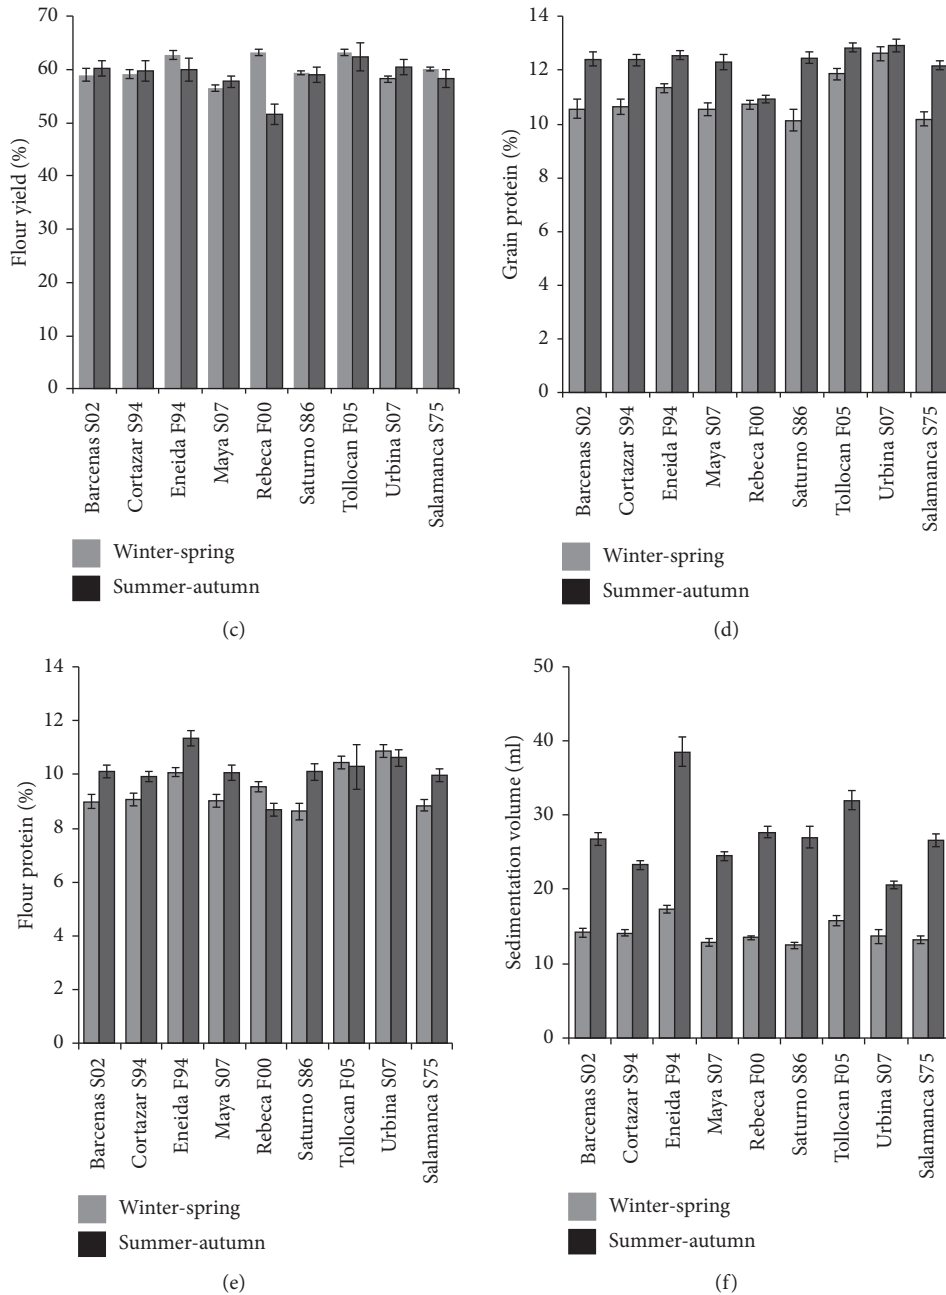 70
60
50
40
30
20
10
0
Flour yield (%)
Barcenas S02
Cortazar S94
Eneida F94
Maya S07
Rebeca F00
Saturno S86
Tollocan F05
Urbina S07
Salamanca S75
Winter-spring
Summer-autumn
(c)
14
12
10
8
6
4
2
0
Grain protein (%)
Barcenas S02
Cortazar S94
Eneida F94
Maya S07
Rebeca F00
Saturno S86
Tollocan F05
Urbina S07
Salamanca S75
Winter-spring
Summer-autumn
(d)
14
12
10
8
6
4
2
0
Flour protein (%)
Barcenas S02
Cortazar S94
Eneida F94
Maya S07
Rebeca F00
Saturno S86
Tollocan F05
Urbina S07
Salamanca S75
Winter-spring
Summer-autumn
(e)
50
40
30
20
10
0
Sedimentation volume (ml)
Barcenas S02
Cortazar S94
Eneida F94
Maya S07
Rebeca F00
Saturno S86
Tollocan F05
Urbina S07
Salamanca S75
Winter-spring
Summer-autumn
(f)